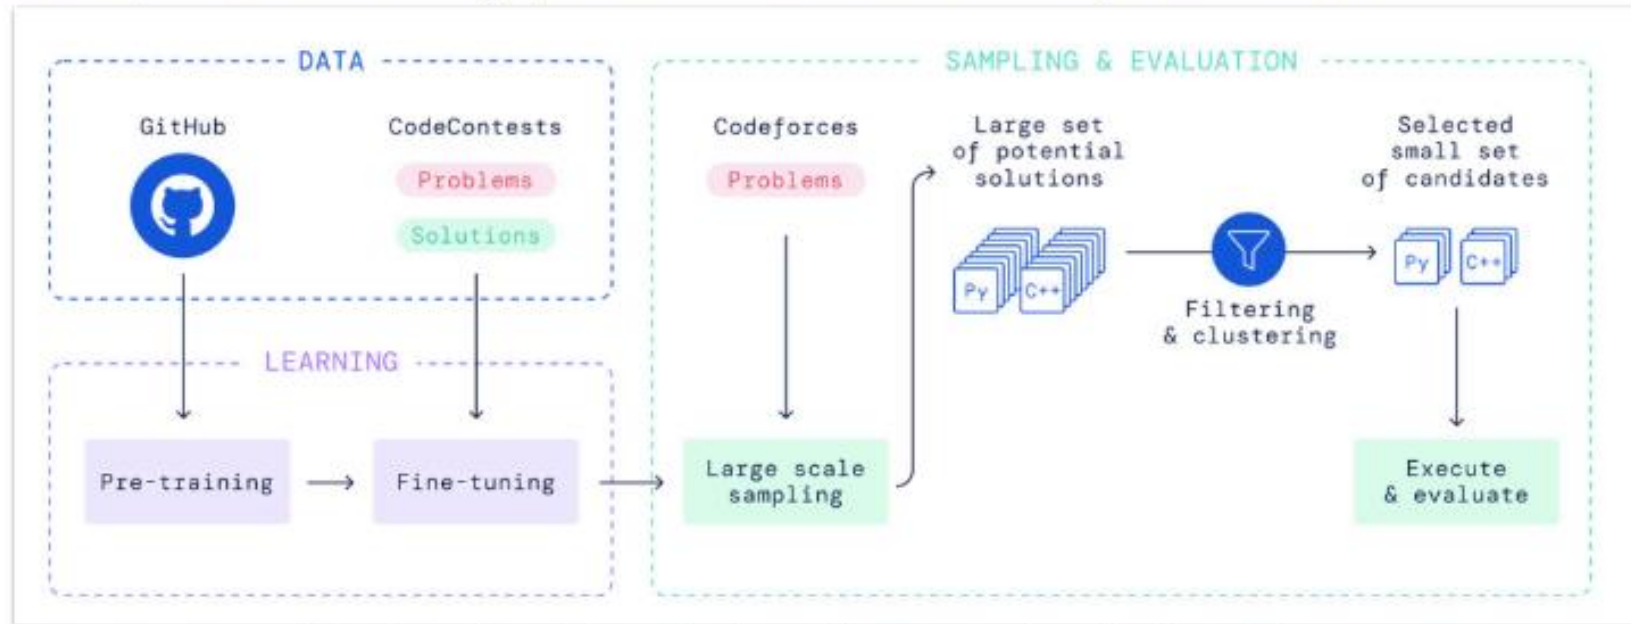 DATA
GitHub
CodeContests
Problems
Solutions
LEARNING
Pre-training
Fine-tuning
SAMPLING & EVALUATION
Codeforces
Problems
Large scale
sampling
Large set
of potential
solutions
Py
C++
Filtering
& clustering
Selected
small set
of candidates
Py
C++
Execute
& evaluate